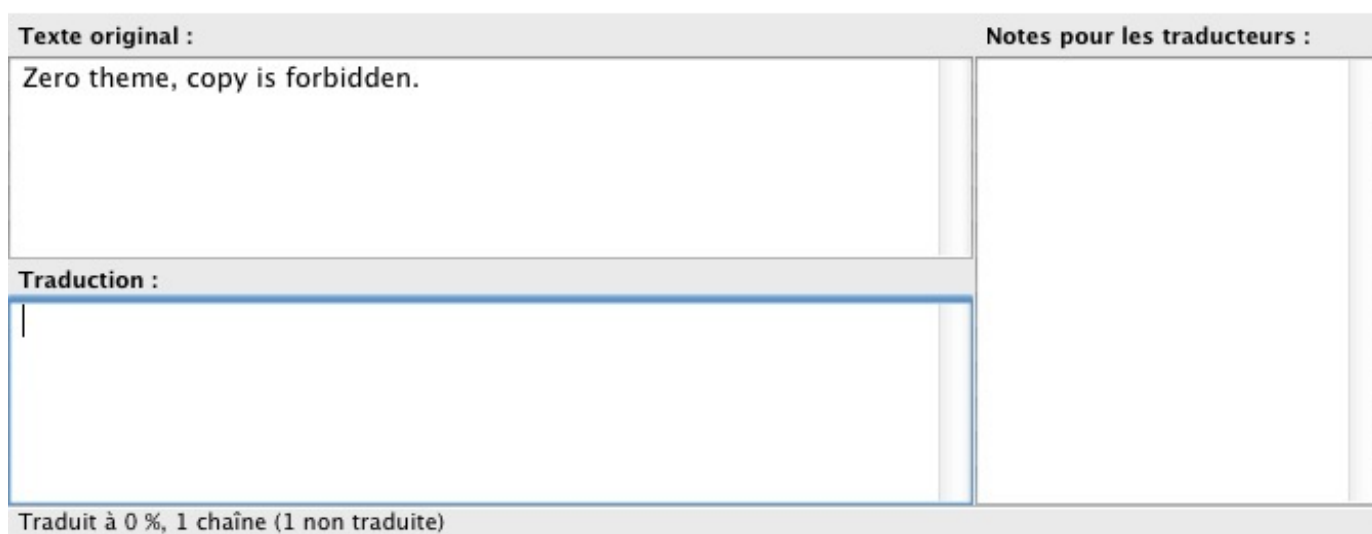 Texte original :
Notes pour les traducteurs :
Zero theme, copy is forbidden.
Traduction :
Traduit à 0 %, 1 chaîne (1 non traduite)